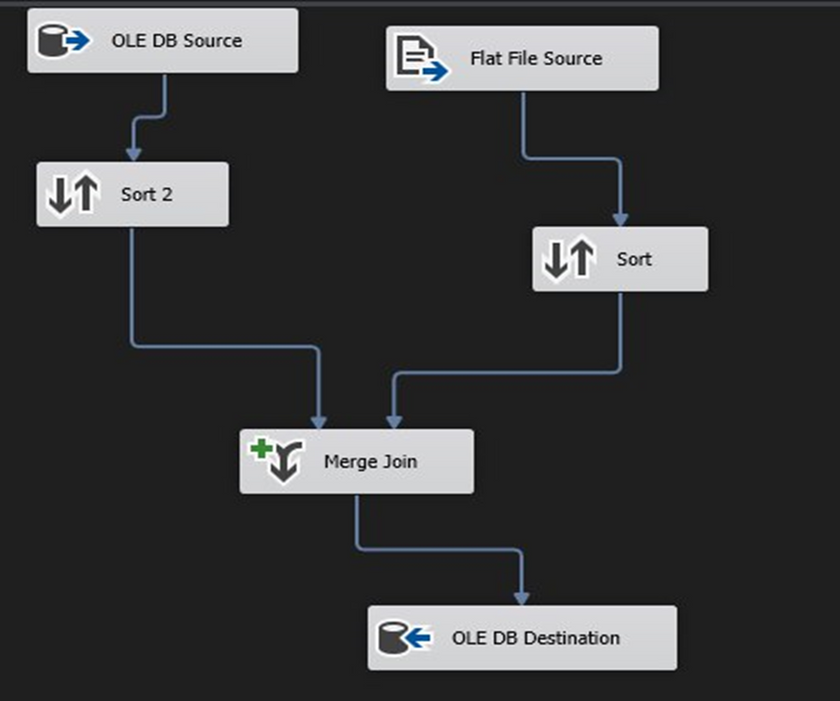 OLE DB Source
Flat File Source
Sort 2
Sort
Merge Join
OLE DB Destination